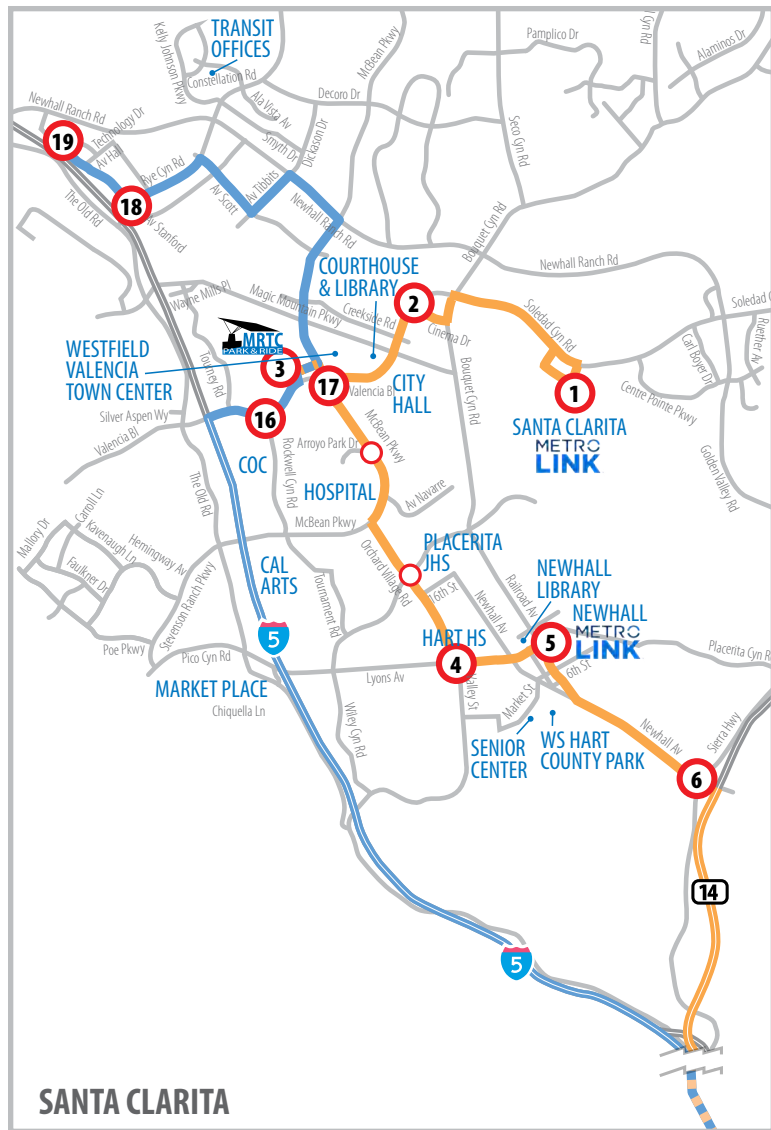 TRANSIT
OFFICES
Kelly Johnson Pkwy
Constellation Rd
McBean Pkwy
Pamplico Dr
Alaminos Dr
Decoro Dr
Ala Vista Av
Newhall Ranch Rd
Technology Dr
Smyth Dr
Dickason Dr
Seco Cyn Rd
19
Av Hall
Rye Cyn Rd
Av Tibbits
Av Scott
18
The Old Rd
Av Stanford
Newhall Ranch Rd
Bouquet Cyn Rd
Newhall Ranch Rd
COURTHOUSE
& LIBRARY
Wayne Mills Pl
Magic Mountain Pkwy
Creekside Rd
2
Cinema Dr
Soledad Cyn Rd
Soledad C
Ruether Av
Carl Boyer Dr
MRTC
PARK & RIDE
WESTFIELD
VALENCIA
TOWN CENTER
3
Tourney Rd
17
Valencia Bl
CITY
HALL
Bouquet Cyn Rd
1
Centre Pointe Pkwy
Silver Aspen Wy
Valencia Bl
16
SANTA CLARITA
METRO
LINK
McBean Pkwy
Arroyo Park Dr
COC
Rockwell Cyn Rd
Golden Valley Rd
The Old Rd
HOSPITAL
Av Navarre
McBean Pkwy
Mallory Dr
Carroll Ln
Kavenaugh Ln
Hemingway Av
Faulkner Dr
Stevenson Ranch Pkwy
CAL
ARTS
Orchard Village Rd
PLACERITA
JHS
Tournament Rd
16th St
Newhall Av
Railroad Av
NEWHALL
LIBRARY
NEWHALL
METRO
LINK
5
5
Poe Pkwy
Pico Cyn Rd
HART HS
4
Placerita Cyn R
6th St
MARKET PLACE
Chiquella Ln
Lyons Av
Valley St
Market St
Wiley Cyn Rd
SENIOR
CENTER
WS HART
COUNTY PARK
Newhall Av
Sierra Hwy
6
14
5
SANTA CLARITA